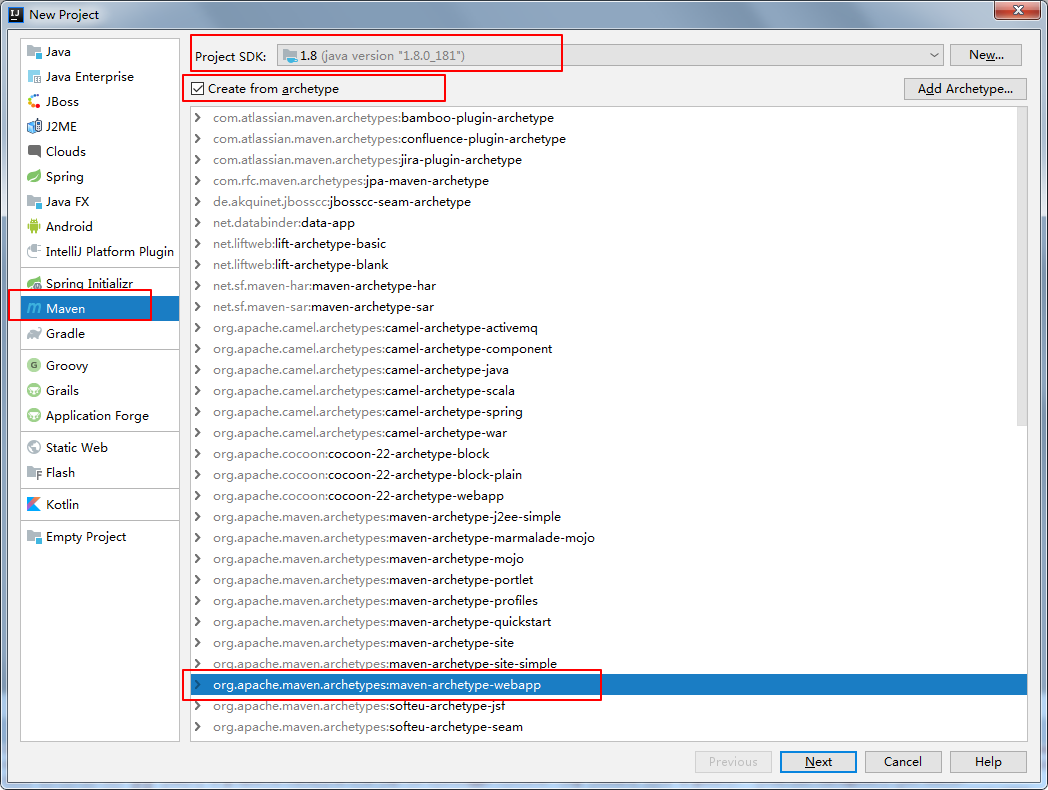 New Project
Java
Java Enterprise
JBoss
J2ME
Clouds
Spring
Java FX
Android
IntelliJ Platform Plugin
Spring Initializr
Maven
Gradle
Groovy
Grails
Application Forge
Static Web
Flash
Kotlin
Empty Project
Project SDK: 1.8 (java version "1.8.0_181") New...
Create from archetype Add Archetype...
com.atlassian.maven.archetypes:bamboo-plugin-archetype
com.atlassian.maven.archetypes:confluence-plugin-archetype
com.atlassian.maven.archetypes:jira-plugin-archetype
com.rfc.maven.archetypes:jpa-maven-archetype
de.akquinet.jbosscc:jbosscc-seam-archetype
net.databinder:data-app
net.liftweb:lift-archetype-basic
net.liftweb:lift-archetype-blank
net.sf.maven-har:maven-archetype-har
net.sf.maven-sar:maven-archetype-sar
org.apache.camel.archetypes:camel-archetype-activemq
org.apache.camel.archetypes:camel-archetype-component
org.apache.camel.archetypes:camel-archetype-java
org.apache.camel.archetypes:camel-archetype-scala
org.apache.camel.archetypes:camel-archetype-spring
org.apache.camel.archetypes:camel-archetype-war
org.apache.cocoon:cocoon-22-archetype-block
org.apache.cocoon:cocoon-22-archetype-block-plain
org.apache.cocoon:cocoon-22-archetype-webapp
org.apache.maven.archetypes:maven-archetype-j2ee-simple
org.apache.maven.archetypes:maven-archetype-marmalade-mojo
org.apache.maven.archetypes:maven-archetype-mojo
org.apache.maven.archetypes:maven-archetype-portlet
org.apache.maven.archetypes:maven-archetype-profiles
org.apache.maven.archetypes:maven-archetype-quickstart
org.apache.maven.archetypes:maven-archetype-site
org.apache.maven.archetypes:maven-archetype-site-simple
org.apache.maven.archetypes:maven-archetype-webapp
org.apache.maven.archetypes:softeu-archetype-jsf
org.apache.maven.archetypes:softeu-archetype-seam
Previous Next Cancel Help